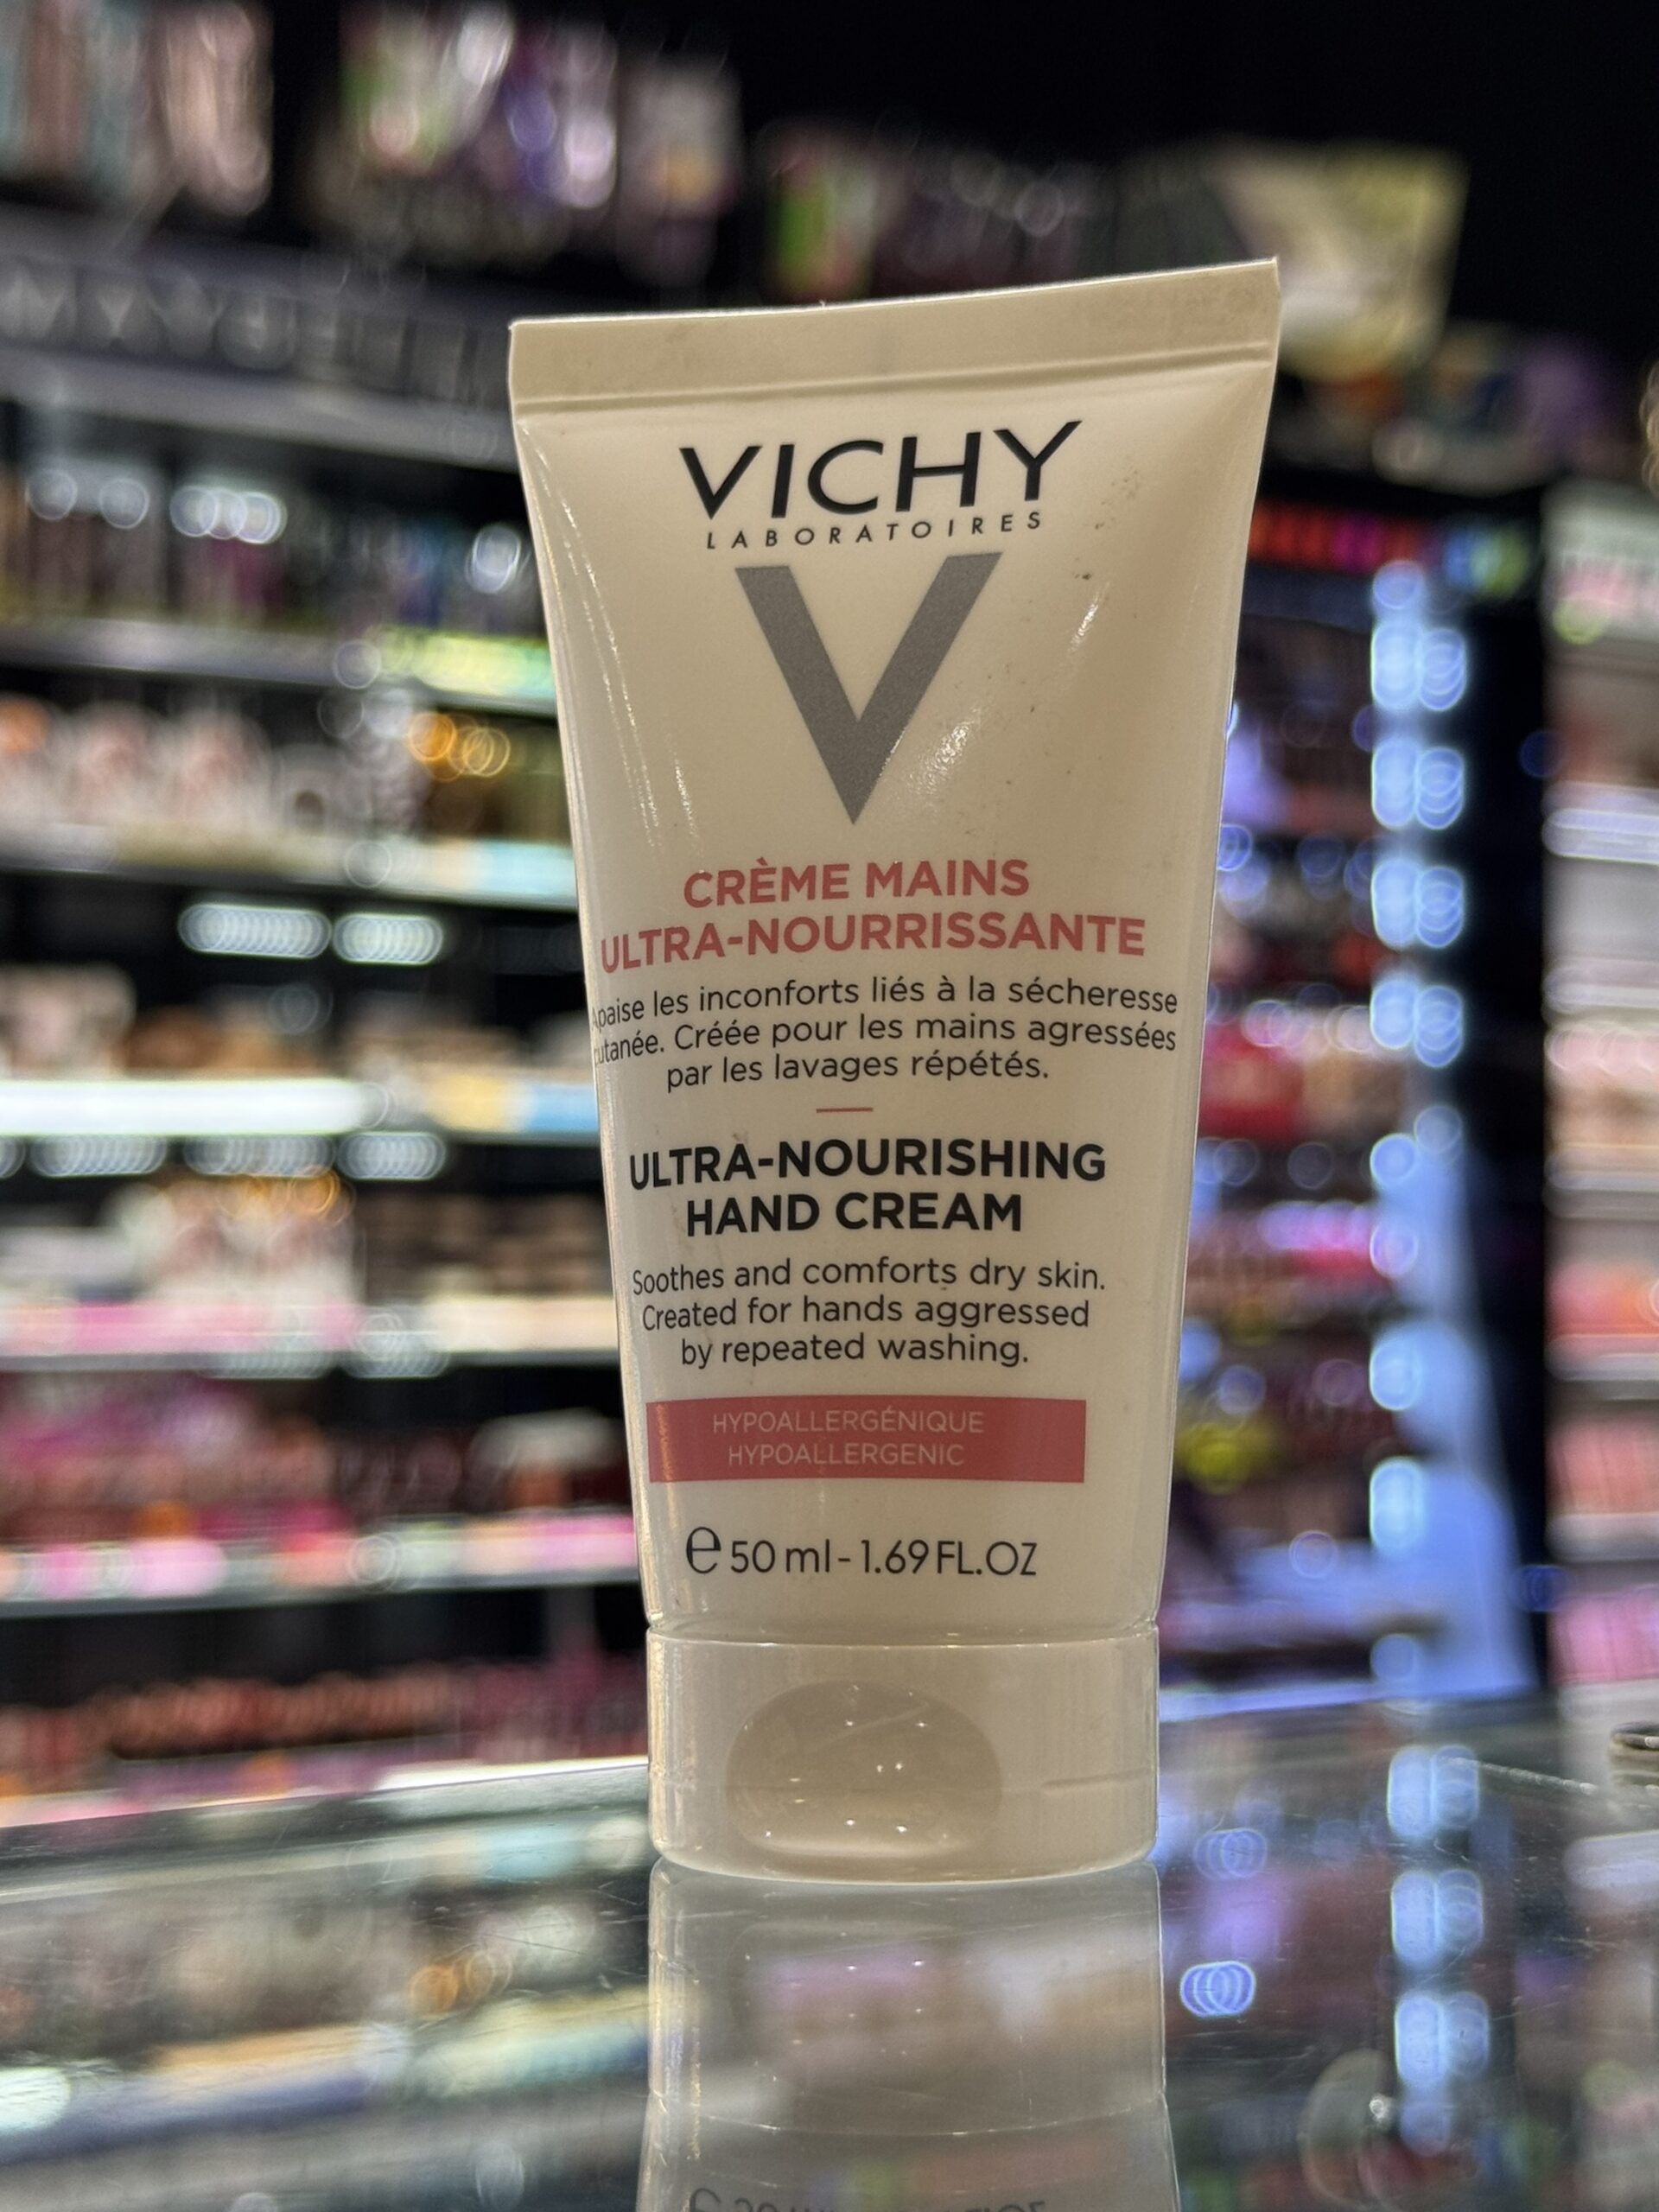 VICHY
LABORATOIRES
CRÈME MAINS
ULTRA-NOURRISSANTE
Apaise les inconforts liés à la sécheresse
cutanée. Créée pour les mains agressées
par les lavages répétés.
ULTRA-NOURISHING
HAND CREAM
Soothes and comforts dry skin.
Created for hands aggressed
by repeated washing.
HYPOALLERGÉNIQUE
HYPOALLERGENIC
℮ 50 ml - 1.69 FL.OZ